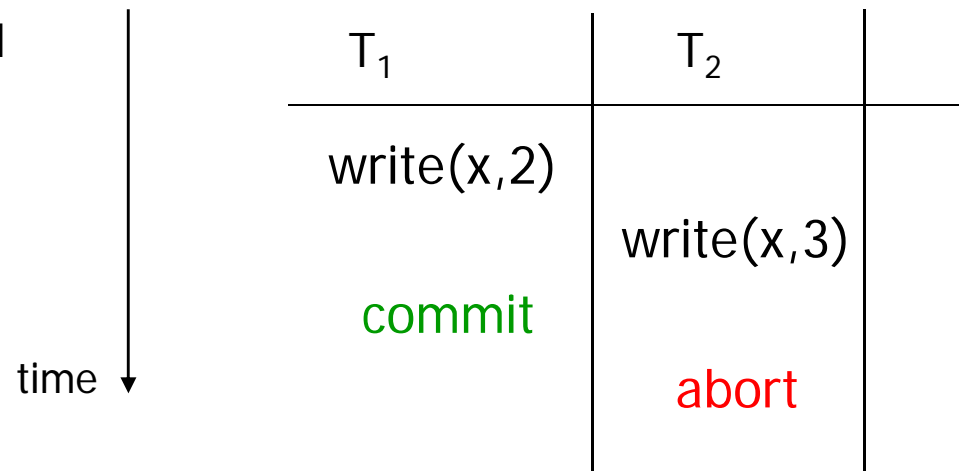 T₁ T₂
write(x,2)
write(x,3)
commit
time
abort